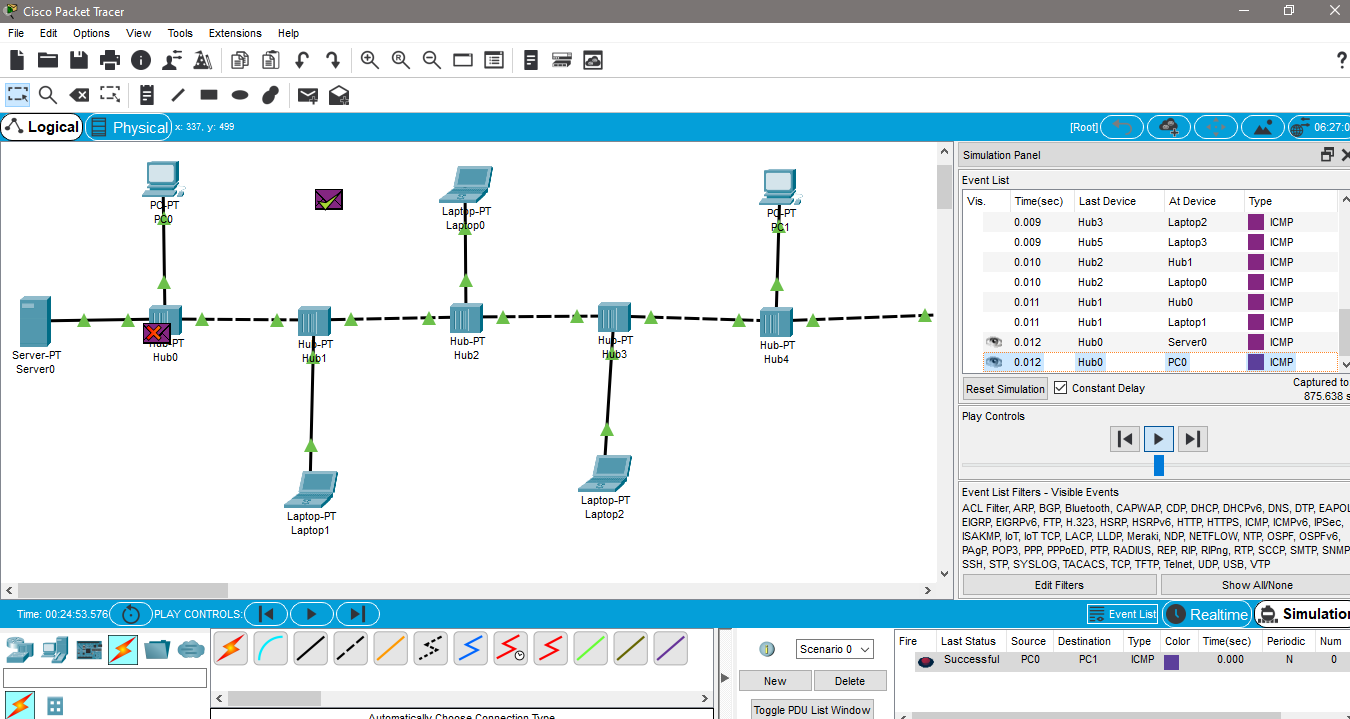 Cisco Packet Tracer
File Edit Options View Tools Extensions Help
Logical Physical x: 337, y: 499 [Root] 06:27:0
PC-PT
PC0
Laptop-PT
Laptop0
PC-PT
PC1
Server-PT
Server0
Hub-PT
Hub0
Hub-PT
Hub1
Hub-PT
Hub2
Hub-PT
Hub3
Hub-PT
Hub4
Laptop-PT
Laptop1
Laptop-PT
Laptop2
Simulation Panel
Event List
Vis. Time(sec) Last Device At Device Type
0.009 Hub3 Laptop2 ICMP
0.009 Hub5 Laptop3 ICMP
0.010 Hub2 Hub1 ICMP
0.010 Hub2 Laptop0 ICMP
0.011 Hub1 Hub0 ICMP
0.011 Hub1 Laptop1 ICMP
0.012 Hub0 Server0 ICMP
0.012 Hub0 PC0 ICMP
Reset Simulation Constant Delay Captured to
875.638 s
Play Controls
Event List Filters - Visible Events
ACL Filter, ARP, BGP, Bluetooth, CAPWAP, CDP, DHCP, DHCPv6, DNS, DTP, EAPOL
EIGRP, EIGRPv6, FTP, H.323, HSRP, HSRPv6, HTTP, HTTPS, ICMP, ICMPv6, IPSec,
ISAKMP, IoT, IoT TCP, LACP, LLDP, Meraki, NDP, NETFLOW, NTP, OSPF, OSPFv6,
PAgP, POP3, PPP, PPPoED, PTP, RADIUS, REP, RIP, RIPng, RTP, SCCP, SMTP, SNMP
SSH, STP, SYSLOG, TACACS, TCP, TFTP, Telnet, UDP, USB, VTP
Edit Filters Show All/None
Time: 00:24:53.576 PLAY CONTROLS: Event List Realtime Simulation
Scenario 0
New Delete
Toggle PDU List Window
Fire Last Status Source Destination Type Color Time(sec) Periodic Num
Successful PC0 PC1 ICMP 0.000 N 0
Automatically Choose Connection Type